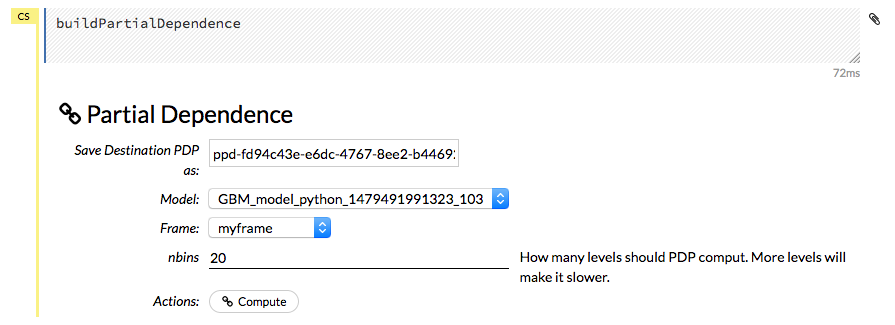 CS
buildPartialDependence
72ms
Partial Dependence
Save Destination PDP as: ppd-fd94c43e-e6dc-4767-8ee2-b4469
Model: GBM_model_python_1479491991323_103
Frame: myframe
nbins 20 How many levels should PDP comput. More levels will
make it slower.
Actions: Compute